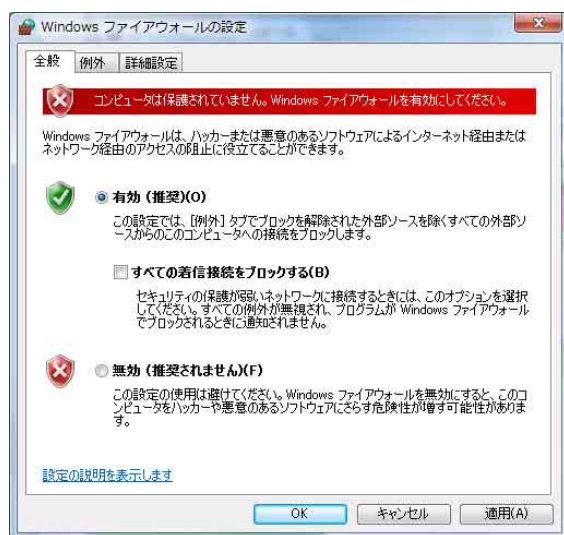 Windows ファイアウォールの設定
全般 例外 詳細設定
コンピュータは保護されていません。Windows ファイアウォールを有効にしてください。
Windows ファイアウォールは、ハッカーまたは悪意のあるソフトウェアによるインターネット経由または
ネットワーク経由のアクセスの阻止に役立てることができます。
有効 (推奨)(O)
この設定では、[例外] タブでブロックを解除された外部ソースを除くすべての外部ソ
ースからのこのコンピュータへの接続をブロックします。
すべての着信接続をブロックする(B)
セキュリティの保護が弱いネットワークに接続するときには、このオプションを選択
してください。すべての例外が無視され、プログラムが Windows ファイアウォール
でブロックされるときに通知されません。
無効 (推奨されません)(F)
この設定の使用は避けてください。Windows ファイアウォールを無効にすると、このコ
ンピュータをハッカーや悪意のあるソフトウェアにさらす危険性が増す可能性がありま
す。
設定の説明を表示します
OK キャンセル 適用(A)